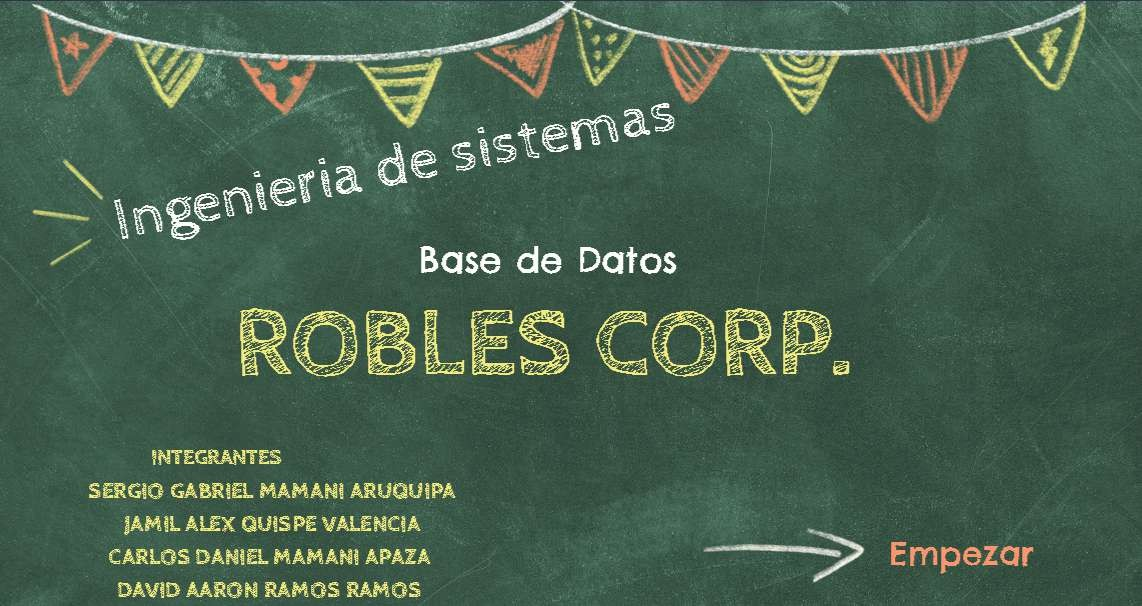 Ingenieria de sistemas
Base de Datos
ROBLES CORP.
INTEGRANTES
SERGIO GABRIEL MAMANI ARUQUIPA
JAMIL ALEX QUISPE VALENCIA
CARLOS DANIEL MAMANI APAZA
DAVID AARON RAMOS RAMOS
Empezar